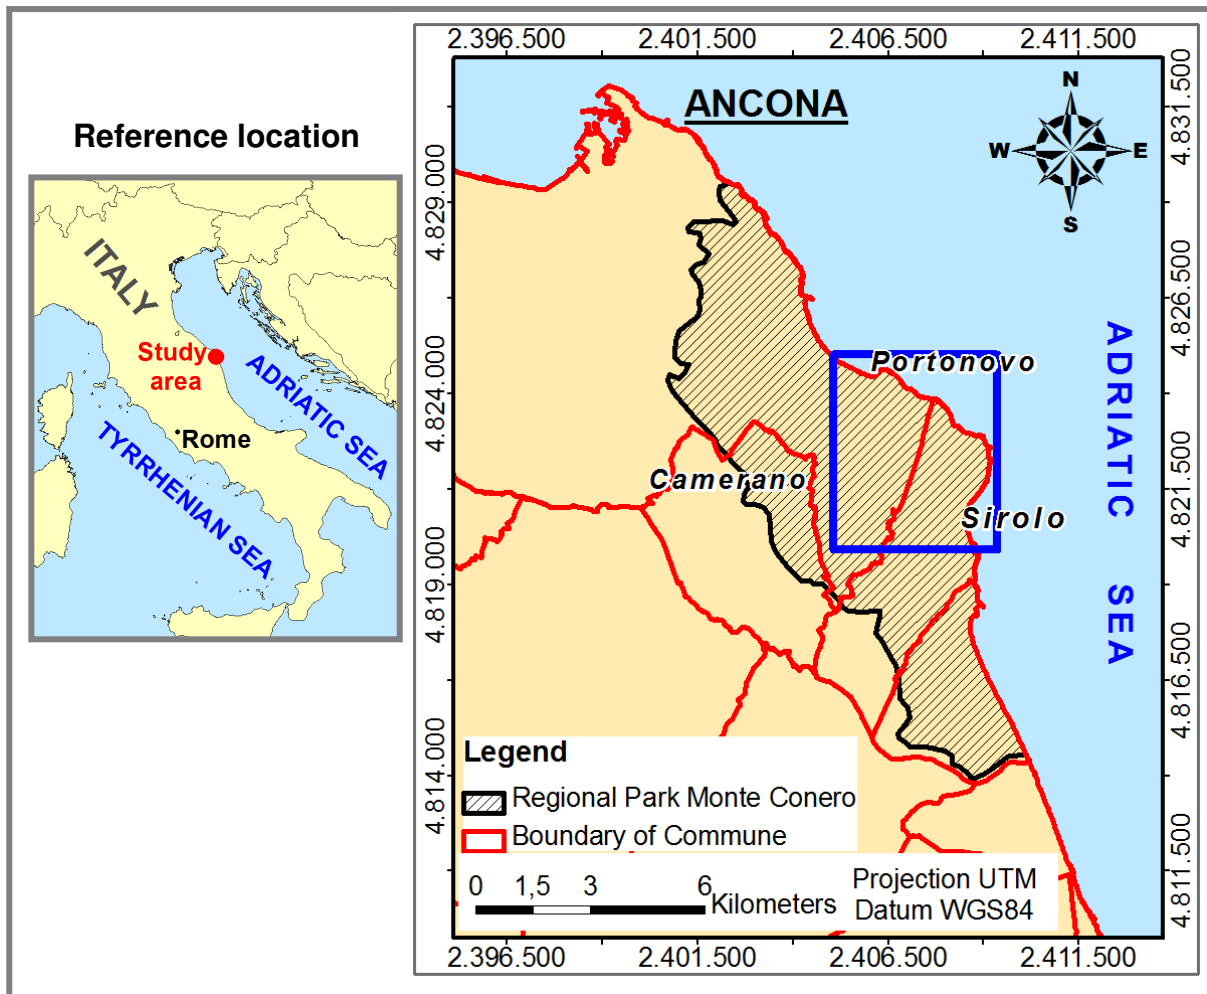 Reference location
ITALY
Study
area
ADRIATIC SEA
Rome
TYRRHENIAN SEA
2.396.500 2.401.500 2.406.500 2.411.500
ANCONA
N
W E
S
4.829.000
4.824.000
4.819.000
4.814.000
4.831.500
4.826.500
4.821.500
4.816.500
4.811.500
Portonovo
Camerano
Sirolo
ADRIATIC SEA
Legend
Regional Park Monte Conero
Boundary of Commune
0 1,5 3 6
Kilometers
Projection UTM
Datum WGS84
2.396.500 2.401.500 2.406.500 2.411.500